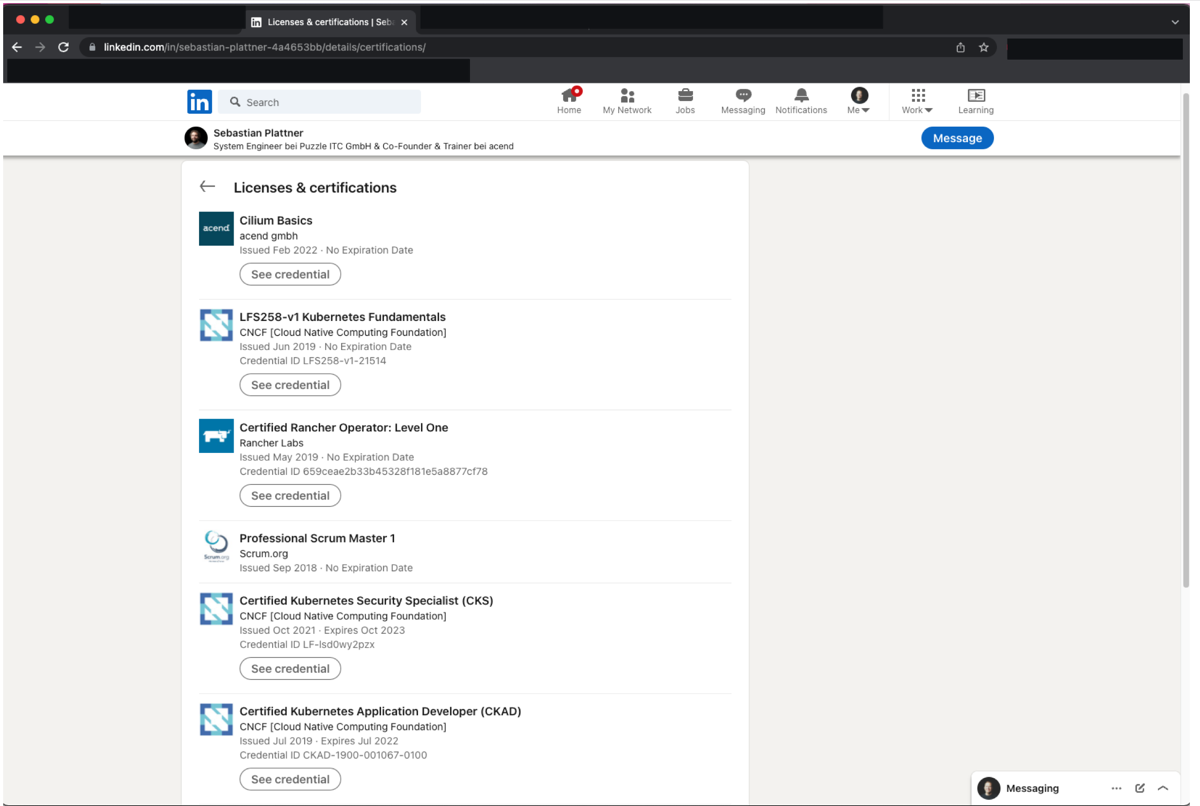 Licenses & certifications | Seb
linkedin.com/in/sebastian-plattner-4a4653bb/details/certifications/
in
Search
Home
My Network
Jobs
Messaging
Notifications
Me
Work
Learning
Sebastian Plattner
System Engineer bei Puzzle ITC GmbH & Co-Founder & Trainer bei acend
Message
Licenses & certifications
acend
Cilium Basics
acend gmbh
Issued Feb 2022 · No Expiration Date
See credential
LFS258-v1 Kubernetes Fundamentals
CNCF [Cloud Native Computing Foundation]
Issued Jun 2019 · No Expiration Date
Credential ID LFS258-v1-21514
See credential
Certified Rancher Operator: Level One
Rancher Labs
Issued May 2019 · No Expiration Date
Credential ID 659ceae2b33b45328f181e5a8877cf78
See credential
Scrum.org
Professional Scrum Master 1
Scrum.org
Issued Sep 2018 · No Expiration Date
Certified Kubernetes Security Specialist (CKS)
CNCF [Cloud Native Computing Foundation]
Issued Oct 2021 · Expires Oct 2023
Credential ID LF-lsd0wy2pzx
See credential
Certified Kubernetes Application Developer (CKAD)
CNCF [Cloud Native Computing Foundation]
Issued Jul 2019 · Expires Jul 2022
Credential ID CKAD-1900-001067-0100
See credential
Messaging